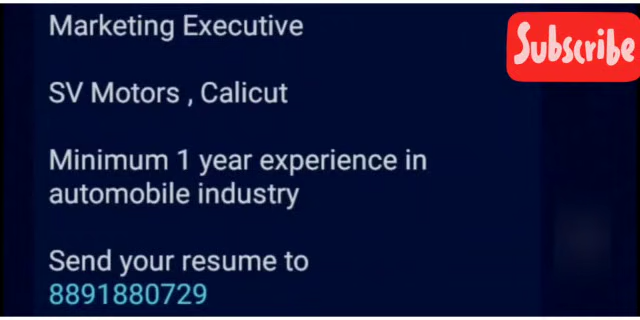 Marketing Executive
Subscribe
SV Motors , Calicut
Minimum 1 year experience in
automobile industry
Send your resume to
8891880729